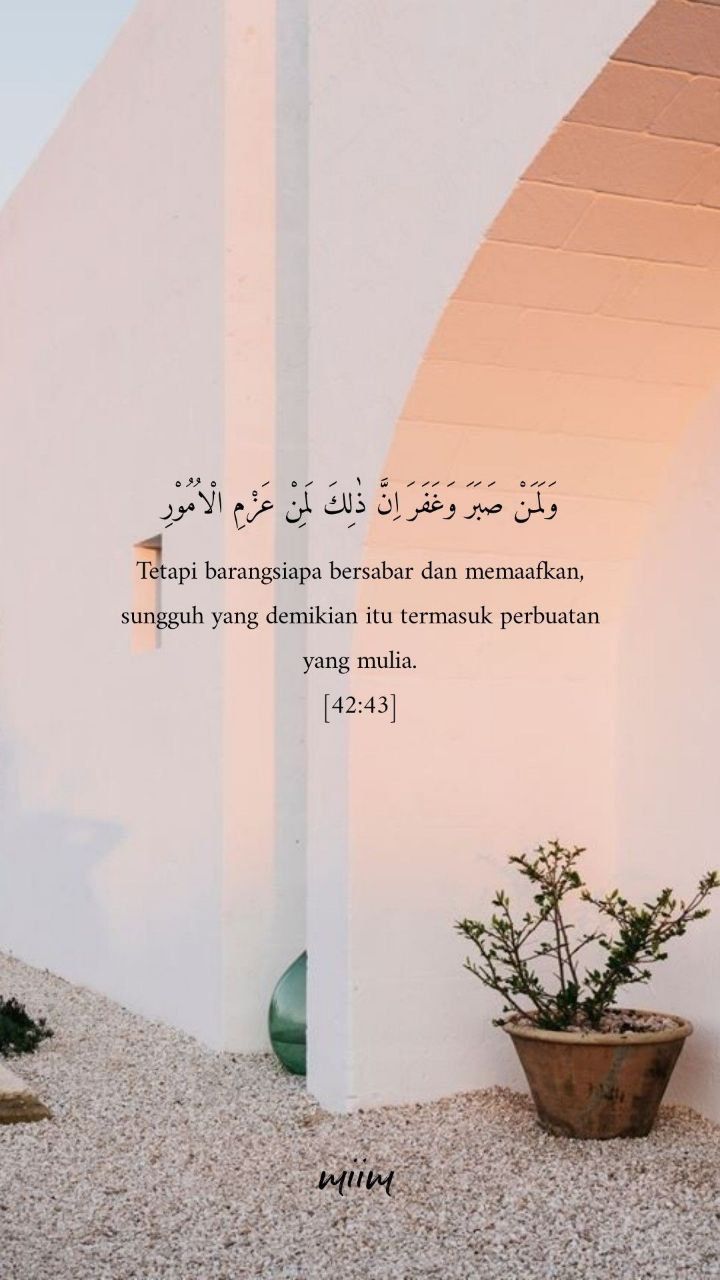 وَلَمَنْ صَبَرَ وَغَفَرَ اِنَّ ذٰلِكَ لَمِنْ عَزْمِ الْاُمُوْرِ
Tetapi barangsiapa bersabar dan memaafkan,
sungguh yang demikian itu termasuk perbuatan
yang mulia.
[42:43]
miim